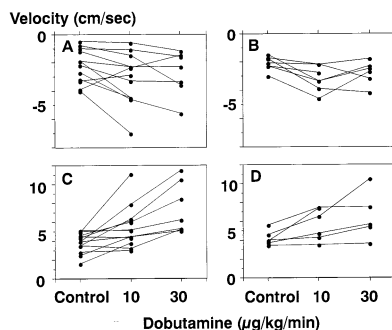 Velocity (cm/sec)
0 A 0 B
-5 -5
10 C 10 D
5 5
0 0
Control 10 30 Control 10 30
Dobutamine (μg/kg/min)